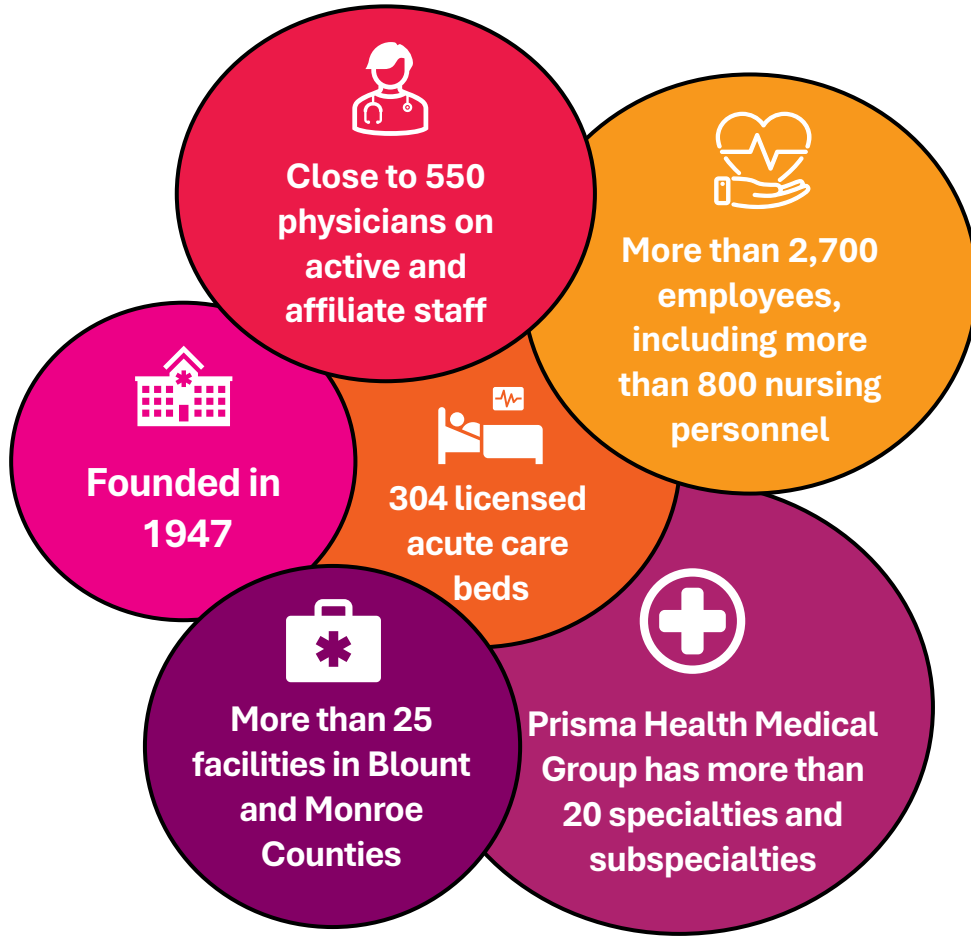 Close to 550
physicians on
active and
affiliate staff
More than 2,700
employees,
including more
than 800 nursing
personnel
Founded in
1947
304 licensed
acute care
beds
More than 25
facilities in Blount
and Monroe
Counties
Prisma Health Medical
Group has more than
20 specialties and
subspecialties